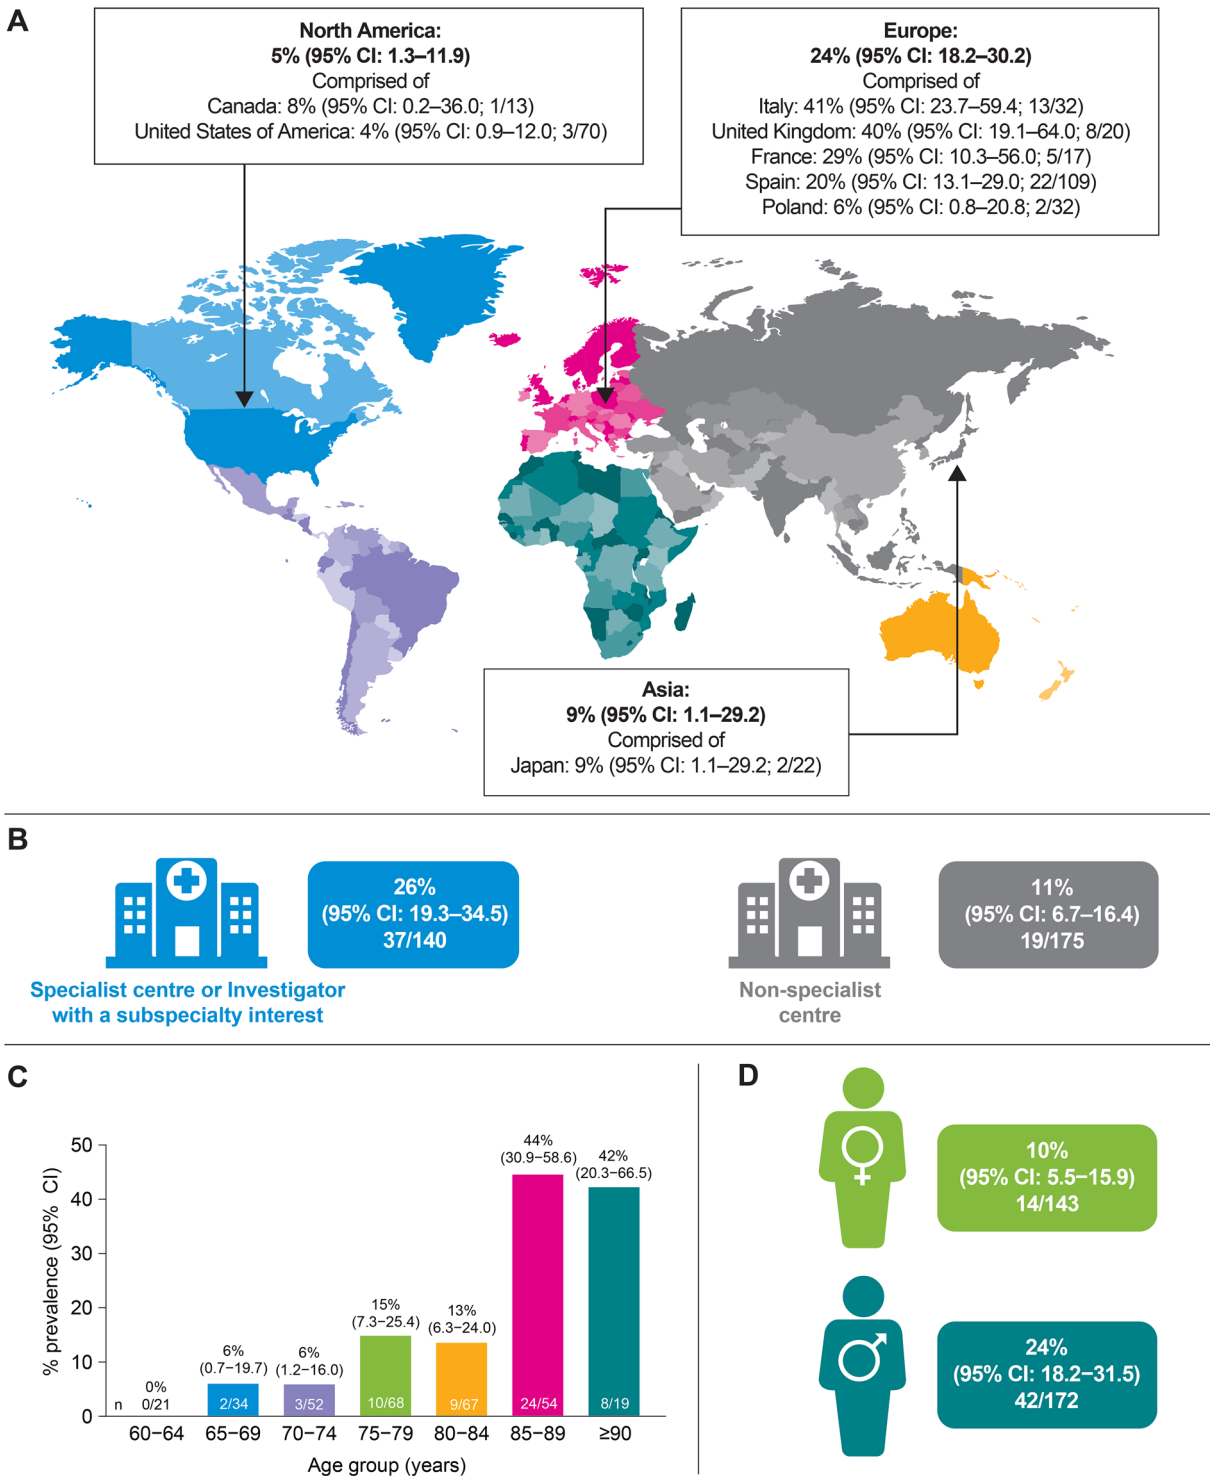 A
North America:
5% (95% CI: 1.3–11.9)
Comprised of
Canada: 8% (95% CI: 0.2–36.0; 1/13)
United States of America: 4% (95% CI: 0.9–12.0; 3/70)
Europe:
24% (95% CI: 18.2–30.2)
Comprised of
Italy: 41% (95% CI: 23.7–59.4; 13/32)
United Kingdom: 40% (95% CI: 19.1–64.0; 8/20)
France: 29% (95% CI: 10.3–56.0; 5/17)
Spain: 20% (95% CI: 13.1–29.0; 22/109)
Poland: 6% (95% CI: 0.8–20.8; 2/32)
Asia:
9% (95% CI: 1.1–29.2)
Comprised of
Japan: 9% (95% CI: 1.1–29.2; 2/22)
B
26%
(95% CI: 19.3–34.5)
37/140
Specialist centre or Investigator
with a subspecialty interest
11%
(95% CI: 6.7–16.4)
19/175
Non-specialist
centre
C
% prevalence (95% CI)
50
40
30
20
10
0
n
0%
0/21
6%
(0.7–19.7)
2/34
6%
(1.2–16.0)
3/52
15%
(7.3–25.4)
10/68
13%
(6.3–24.0)
9/67
44%
(30.9–58.6)
24/54
42%
(20.3–66.5)
8/19
60–64 65–69 70–74 75–79 80–84 85–89 ≥90
Age group (years)
D
10%
(95% CI: 5.5–15.9)
14/143
24%
(95% CI: 18.2–31.5)
42/172